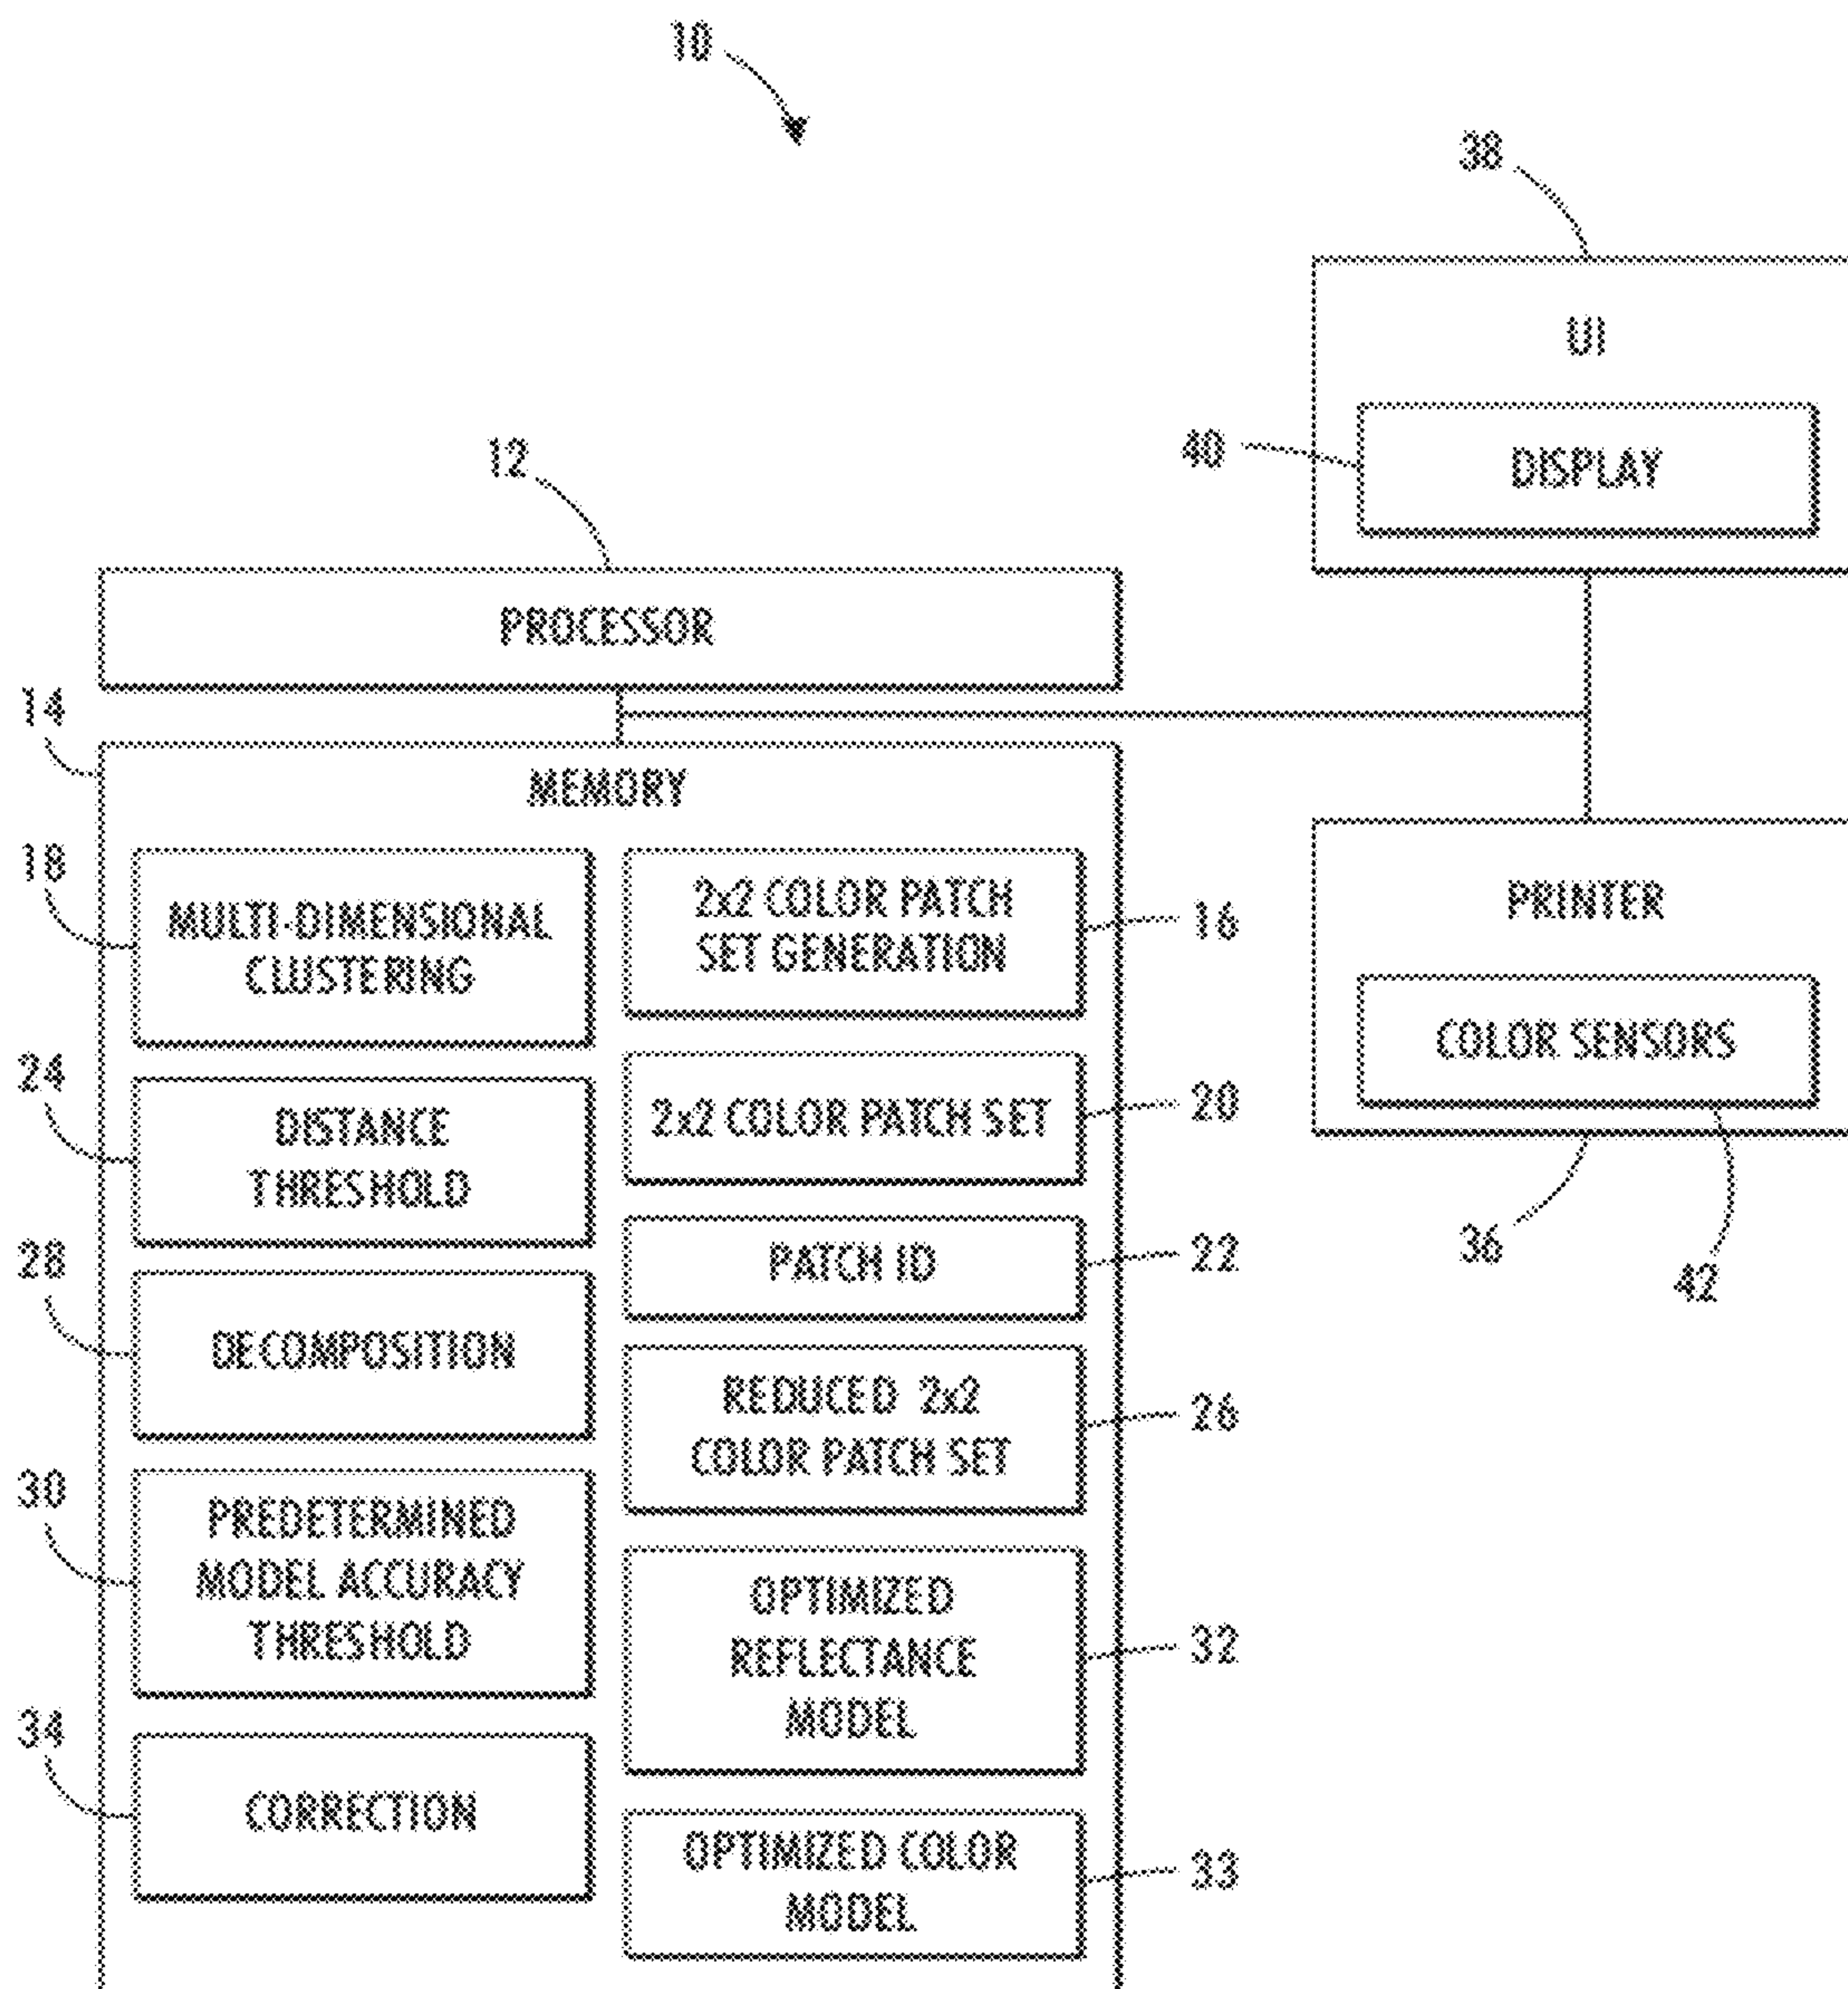 10
38
UI
40
DISPLAY
12
PROCESSOR
14
MEMORY
18
MULTI-DIMENSIONAL
CLUSTERING
2x2 COLOR PATCH
SET GENERATION
16
PRINTER
COLOR SENSORS
24
DISTANCE
THRESHOLD
2x2 COLOR PATCH SET
20
36
42
28
DECOMPOSITION
PATCH ID
22
REDUCED 2x2
COLOR PATCH SET
26
30
PREDETERMINED
MODEL ACCURACY
THRESHOLD
OPTIMIZED
REFLECTANCE
MODEL
32
34
CORRECTION
OPTIMIZED COLOR
MODEL
33